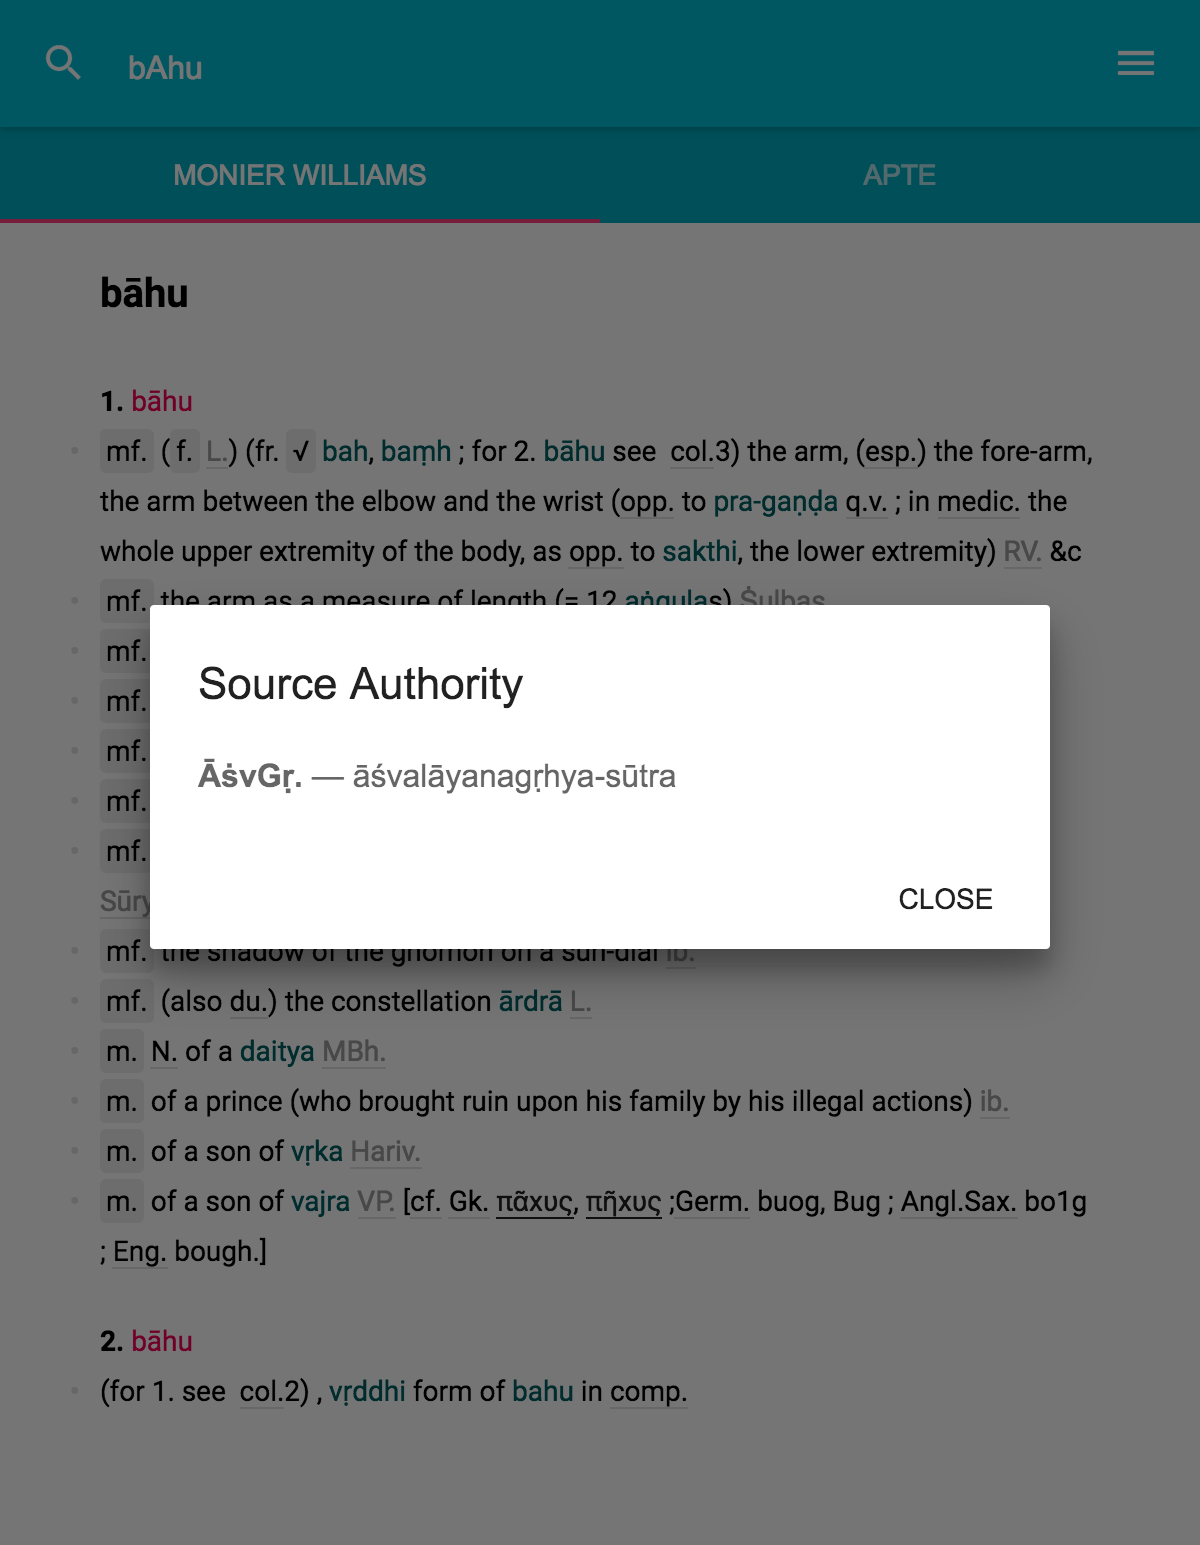 bAhu
MONIER WILLIAMS
APTE
bāhu
1. bāhu
mf. ( f. L.) (fr. √ bah, baṃh ; for 2. bāhu see col.3) the arm, (esp.) the fore-arm,
the arm between the elbow and the wrist (opp. to pra-gaṇḍa q.v. ; in medic. the
whole upper extremity of the body, as opp. to sakthi, the lower extremity) RV. &c
mf. the arm as a measure of length (= 12 aṅgulas) Ṡulbas
mf.
mf.
mf.
mf.
mf.
Source Authority
ĀṡvGṛ. — āśvalāyanagṛhya-sūtra
CLOSE
mf. the shadow of the gnomon on a sun-dial ib.
mf. (also du.) the constellation ārdrā L.
m. N. of a daitya MBh.
m. of a prince (who brought ruin upon his family by his illegal actions) ib.
m. of a son of vṛka Hariv.
m. of a son of vajra VP. [cf. Gk. πᾶχυς, πῆχυς ;Germ. buog, Bug ; Angl.Sax. bo1g
; Eng. bough.]
2. bāhu
(for 1. see col.2) , vṛddhi form of bahu in comp.